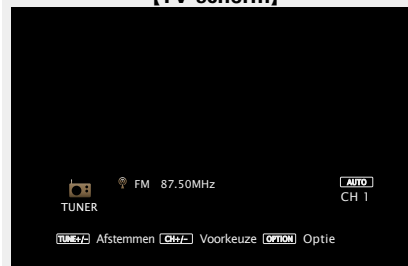 【TV-scherm】
FM 87.50MHz
AUTO
TUNER
CH 1
TUNE+/- Afstemmen CH+/- Voorkeuze OPTION Optie